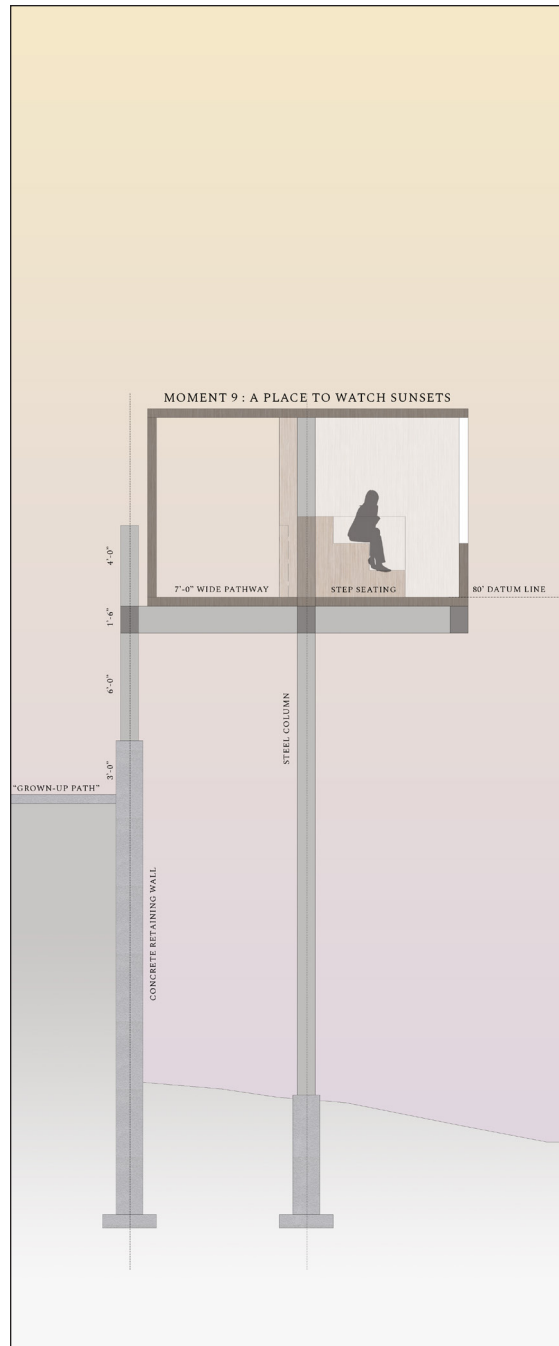 MOMENT 9 : A PLACE TO WATCH SUNSETS
4'-0"
7'-0" WIDE PATHWAY
STEP SEATING
80' DATUM LINE
1'-6"
6'-0"
STEEL COLUMN
3'-0"
"GROWN-UP PATH"
CONCRETE RETAINING WALL